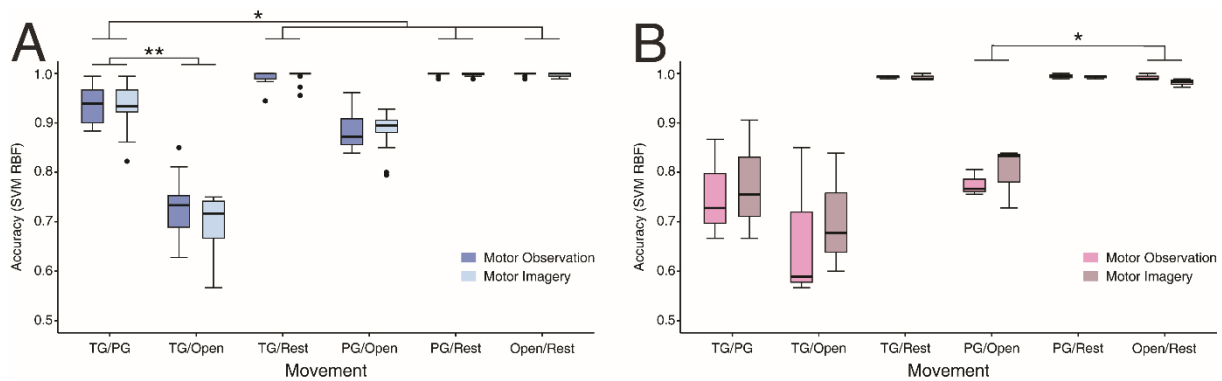 A
*
**
1.0
0.9
0.8
0.7
0.6
0.5
Accuracy (SVM RBF)
Motor Observation
Motor Imagery
TG/PG TG/Open TG/Rest PG/Open PG/Rest Open/Rest
Movement
B
*
1.0
0.9
0.8
0.7
0.6
0.5
Accuracy (SVM RBF)
Motor Observation
Motor Imagery
TG/PG TG/Open TG/Rest PG/Open PG/Rest Open/Rest
Movement